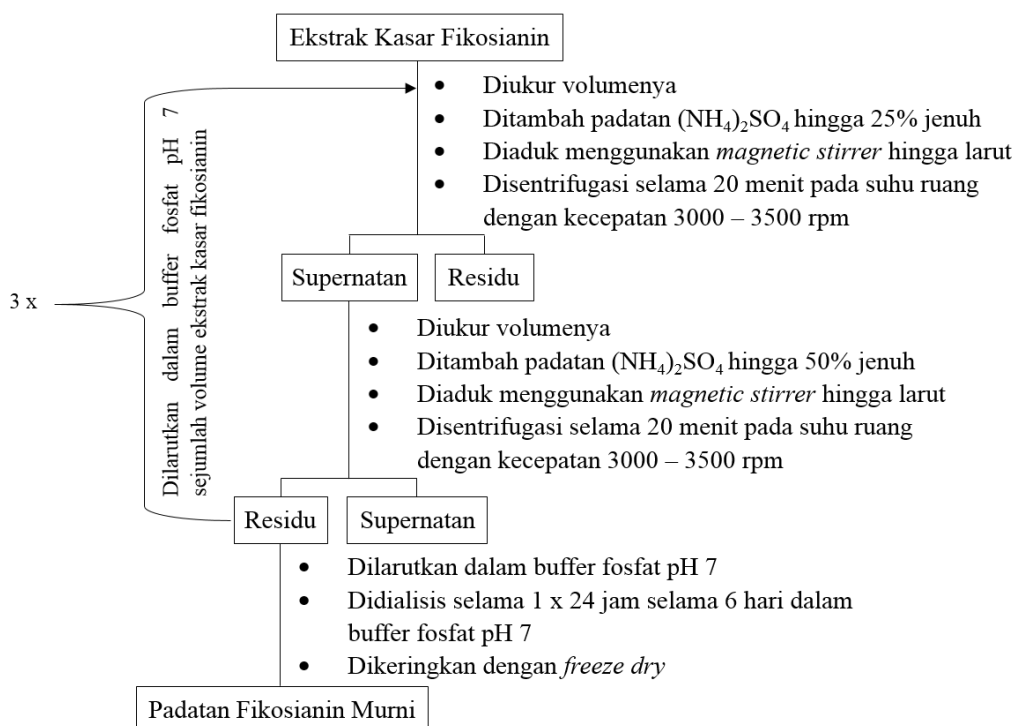 Ekstrak Kasar Fikosianin
• Diukur volumenya
• Ditambah padatan (NH₄)₂SO₄ hingga 25% jenuh
• Diaduk menggunakan magnetic stirrer hingga larut
• Disentrifugasi selama 20 menit pada suhu ruang
dengan kecepatan 3000 – 3500 rpm
Supernatan
Residu
3 x
Dilarutkan dalam buffer fosfat pH 7
sejumlah volume ekstrak kasar fikosianin
• Diukur volumenya
• Ditambah padatan (NH₄)₂SO₄ hingga 50% jenuh
• Diaduk menggunakan magnetic stirrer hingga larut
• Disentrifugasi selama 20 menit pada suhu ruang
dengan kecepatan 3000 – 3500 rpm
Residu
Supernatan
• Dilarutkan dalam buffer fosfat pH 7
• Didialisis selama 1 x 24 jam selama 6 hari dalam
buffer fosfat pH 7
• Dikeringkan dengan freeze dry
Padatan Fikosianin Murni